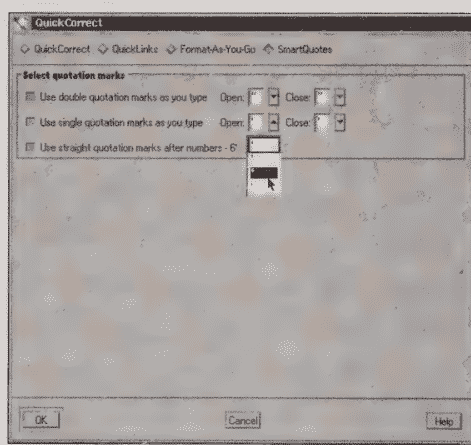 QuickCorrect
QuickCorrect QuickLinks Format-As-You-Go SmartQuotes
Select quotation marks
Use double quotation marks as you type Open: " Close: "
Use single quotation marks as you type Open: ' Close: '
Use straight quotation marks after numbers - 6'
OK Cancel Help